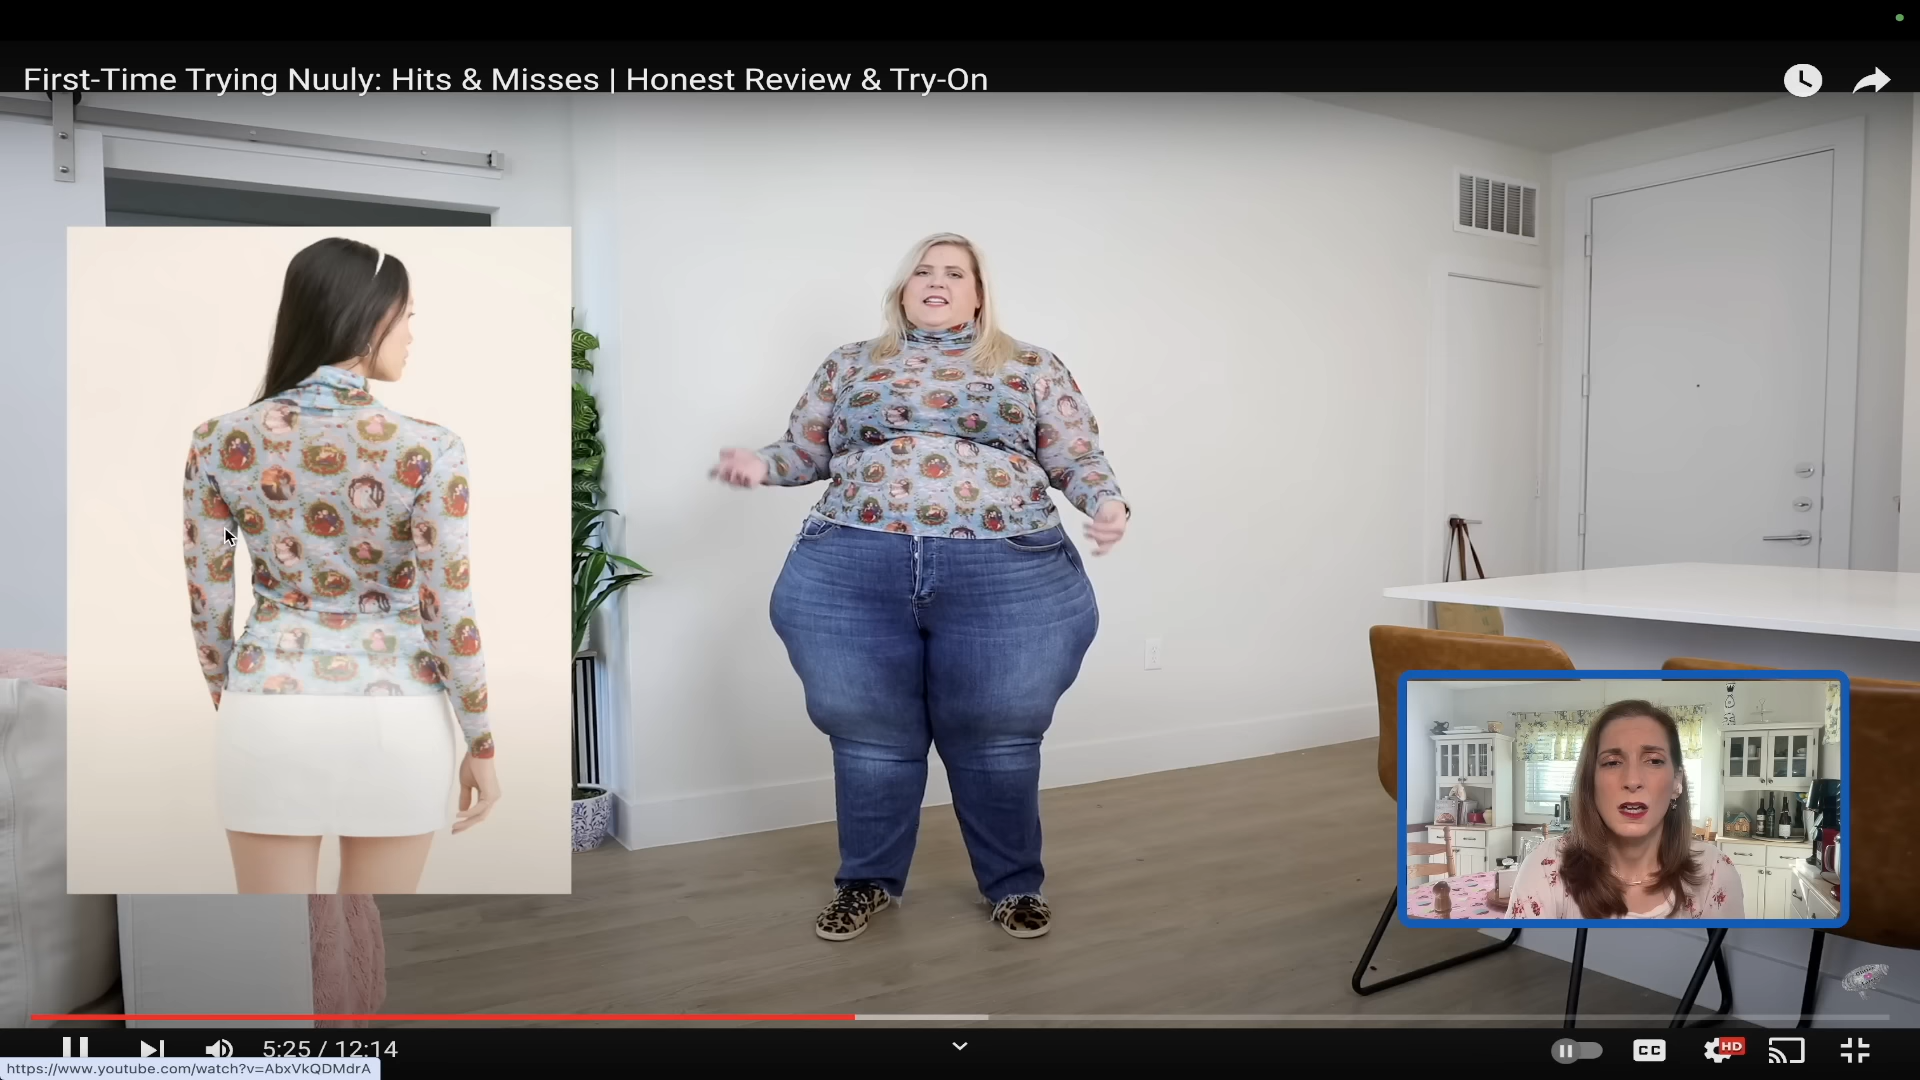 First-Time Trying Nuuly: Hits & Misses | Honest Review & Try-On
5:25 / 12:14
CC
HD
https://www.youtube.com/watch?v=AbxVkQDMdrA